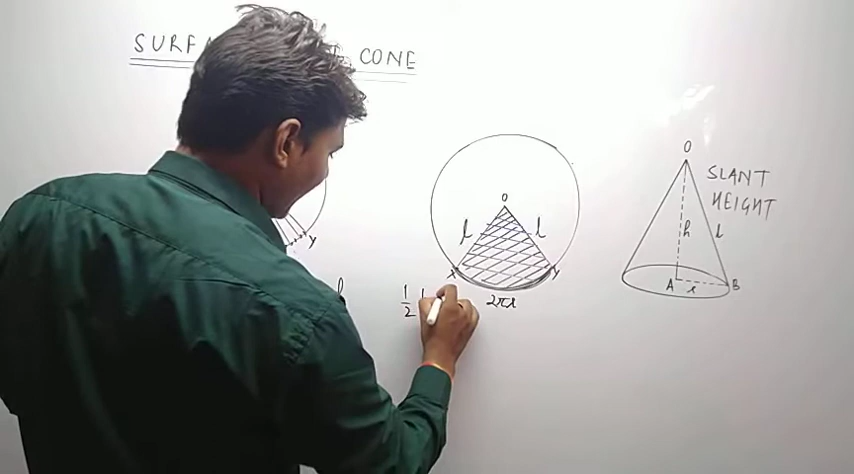 SURF CONE
O
l l
X Y
2πr
1
2
y
O
SLANT
HEIGHT
h l
A r B